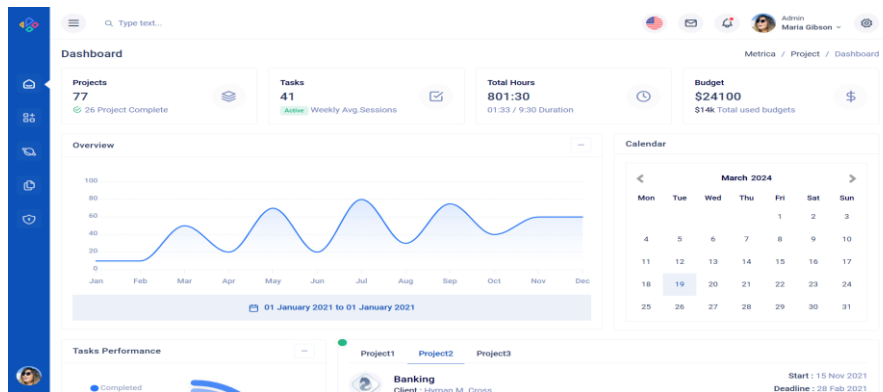 Type text...
Admin
Maria Gibson
Dashboard
Metrica / Project / Dashboard
Projects
77
26 Project Complete
Tasks
41
Active Weekly Avg.Sessions
Total Hours
801:30
01:33 / 9:30 Duration
Budget
$24100
$14k Total used budgets
Overview
100
80
60
40
20
0
Jan Feb Mar Apr May Jun Jul Aug Sep Oct Nov Dec
01 January 2021 to 01 January 2021
Calendar
March 2024
Mon Tue Wed Thu Fri Sat Sun
1 2 3
4 5 6 7 8 9 10
11 12 13 14 15 16 17
18 19 20 21 22 23 24
25 26 27 28 29 30 31
Tasks Performance
Completed
Project1 Project2 Project3
Banking
Client : Hyman M. Cross
Start : 15 Nov 2021
Deadline : 28 Fab 2021